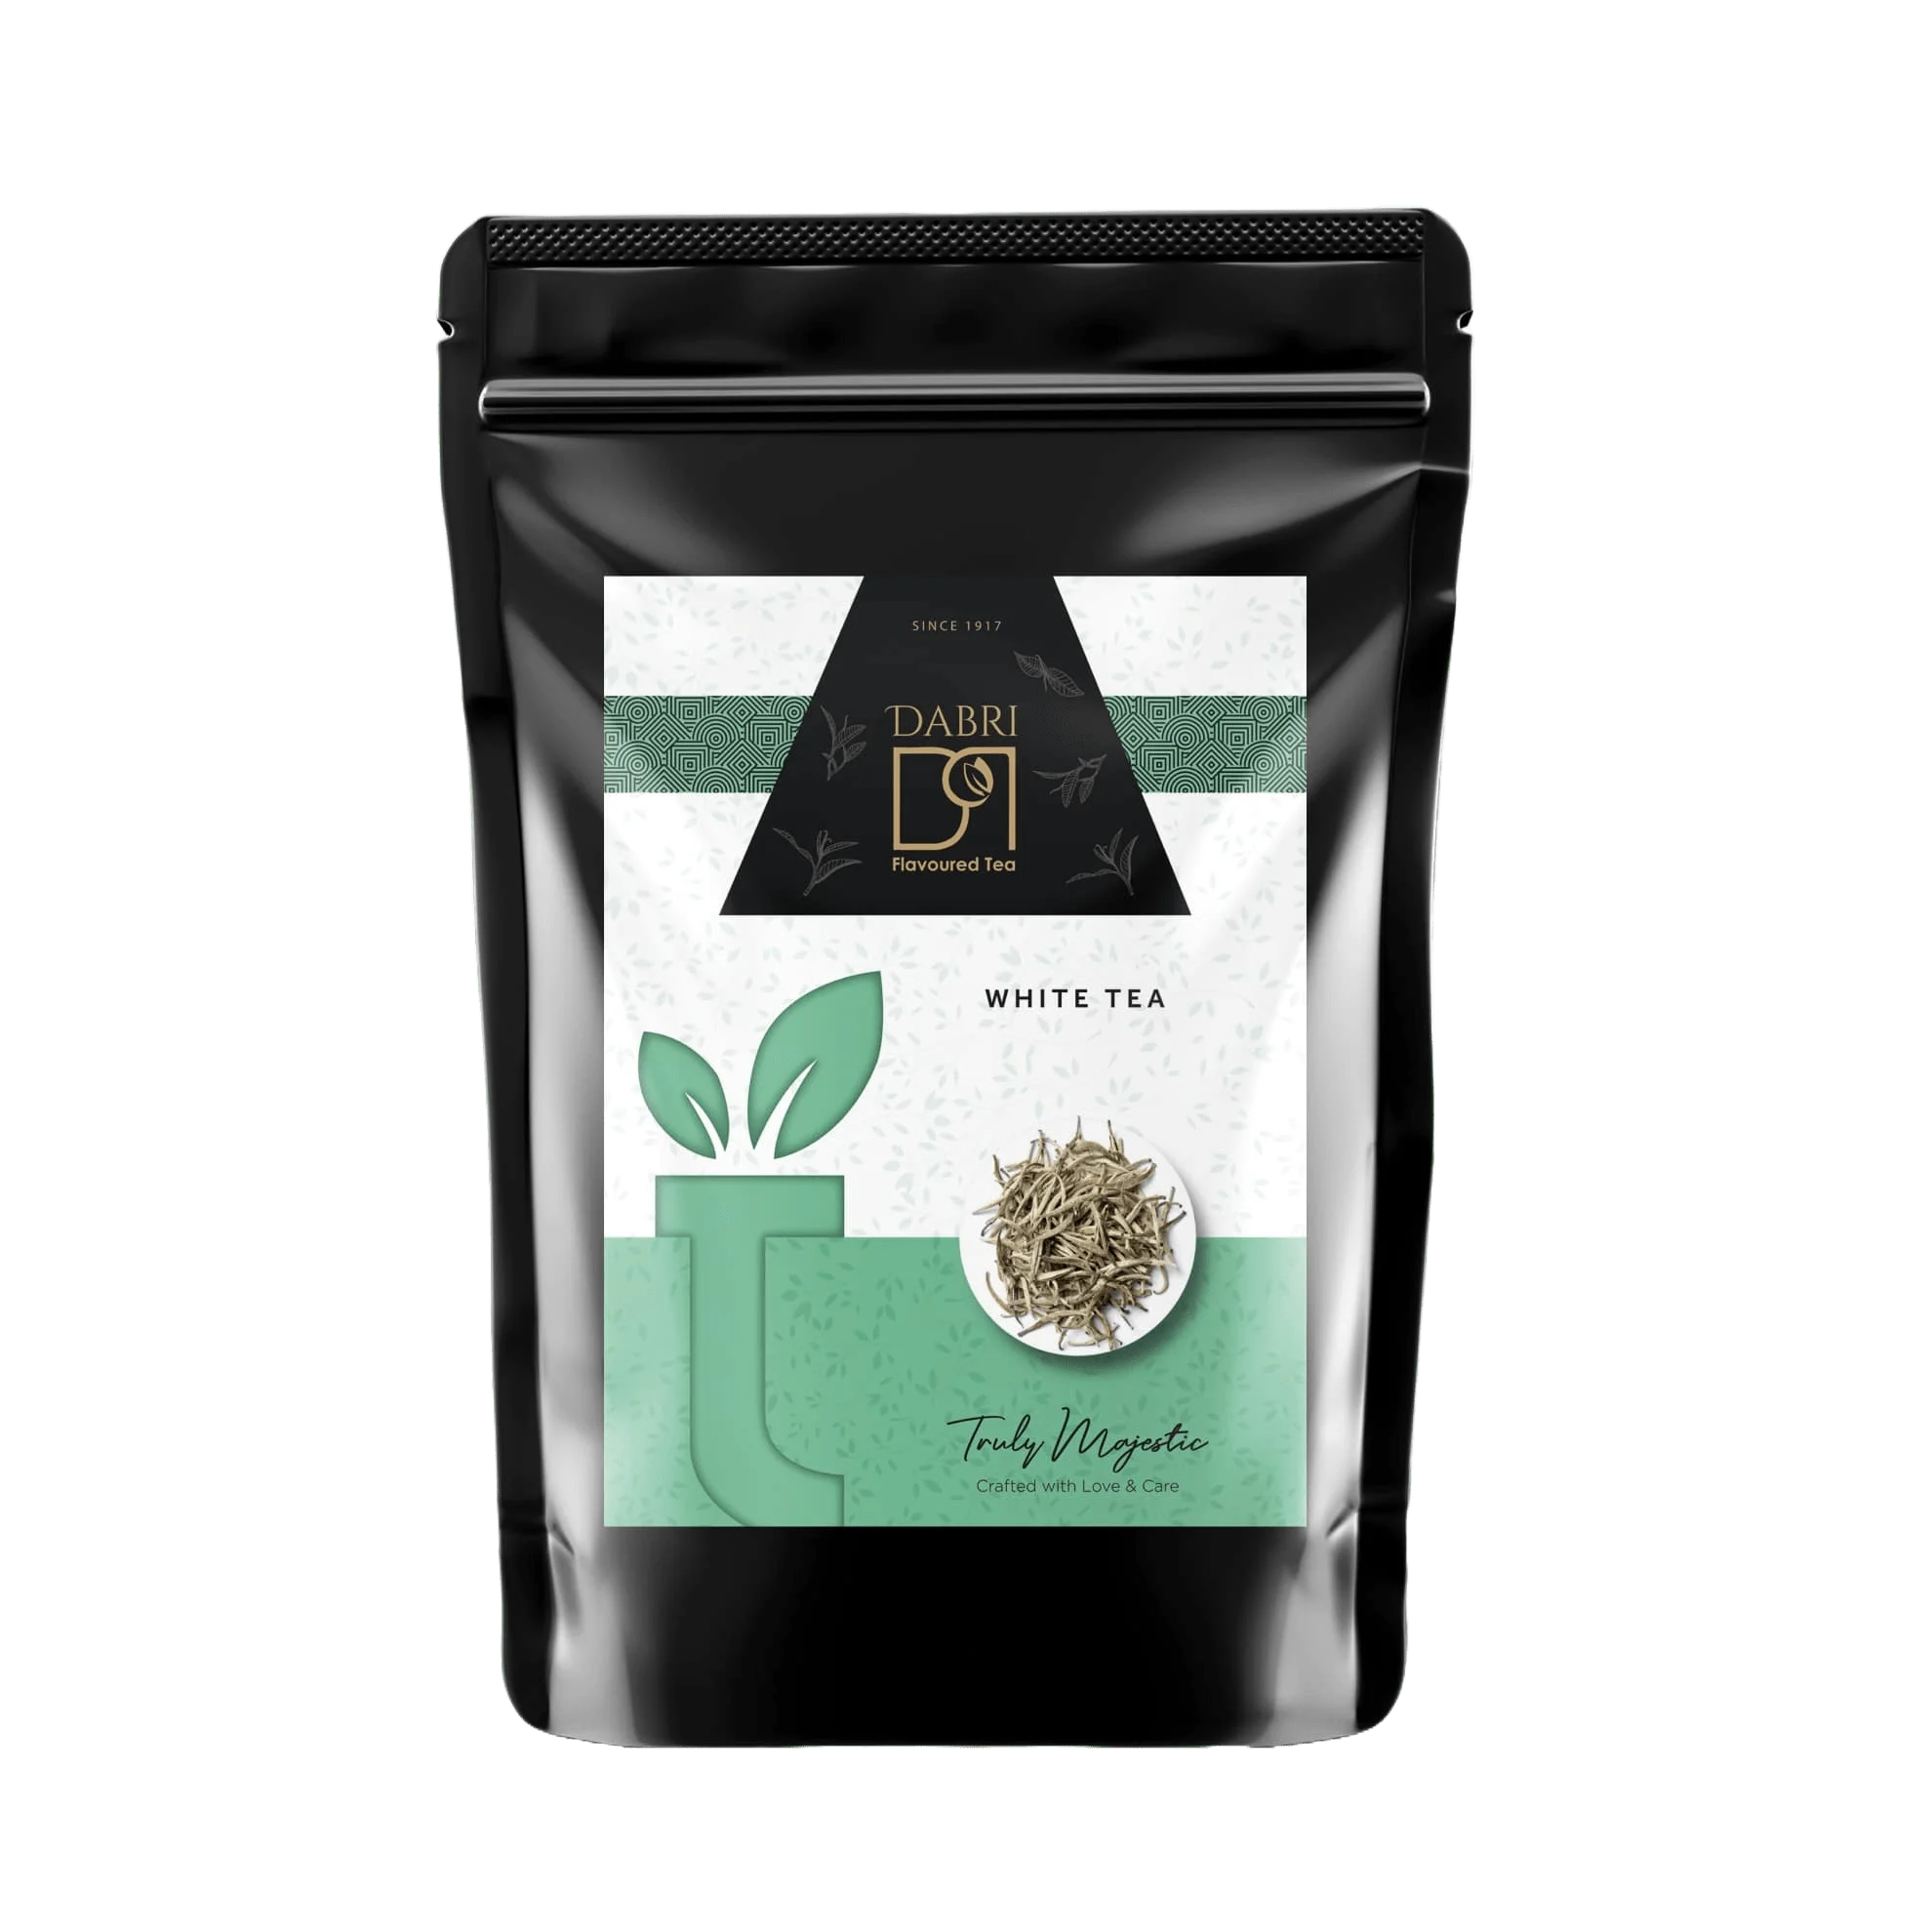 SINCE 1917
DABRI
Flavoured Tea
WHITE TEA
Truly Majestic
Crafted with Love & Care